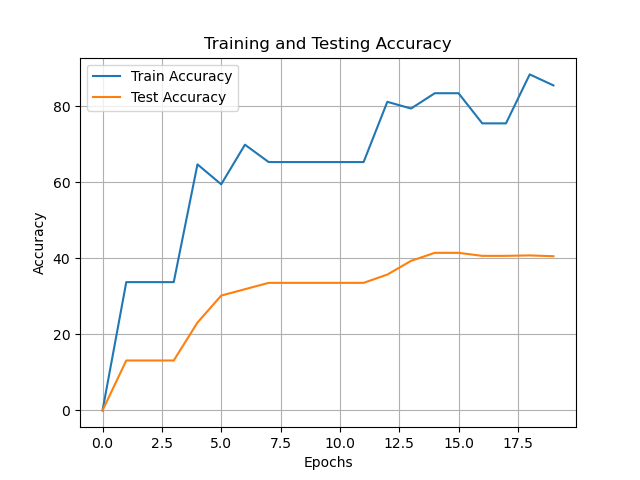 Training and Testing Accuracy
Train Accuracy
Test Accuracy
80
60
40
20
0
Accuracy
0.0 2.5 5.0 7.5 10.0 12.5 15.0 17.5
Epochs